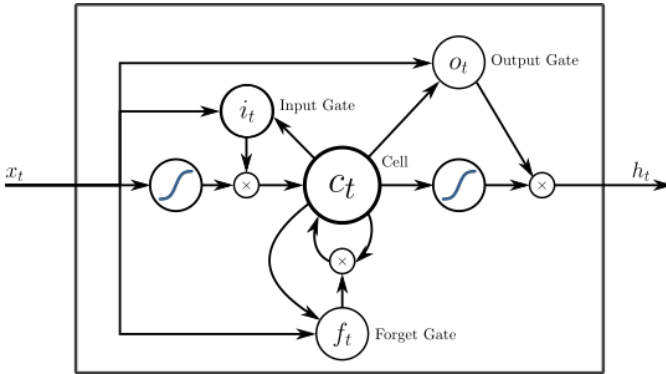 o_t Output Gate
i_t Input Gate
x_t
×
c_t
Cell
×
h_t
×
f_t Forget Gate